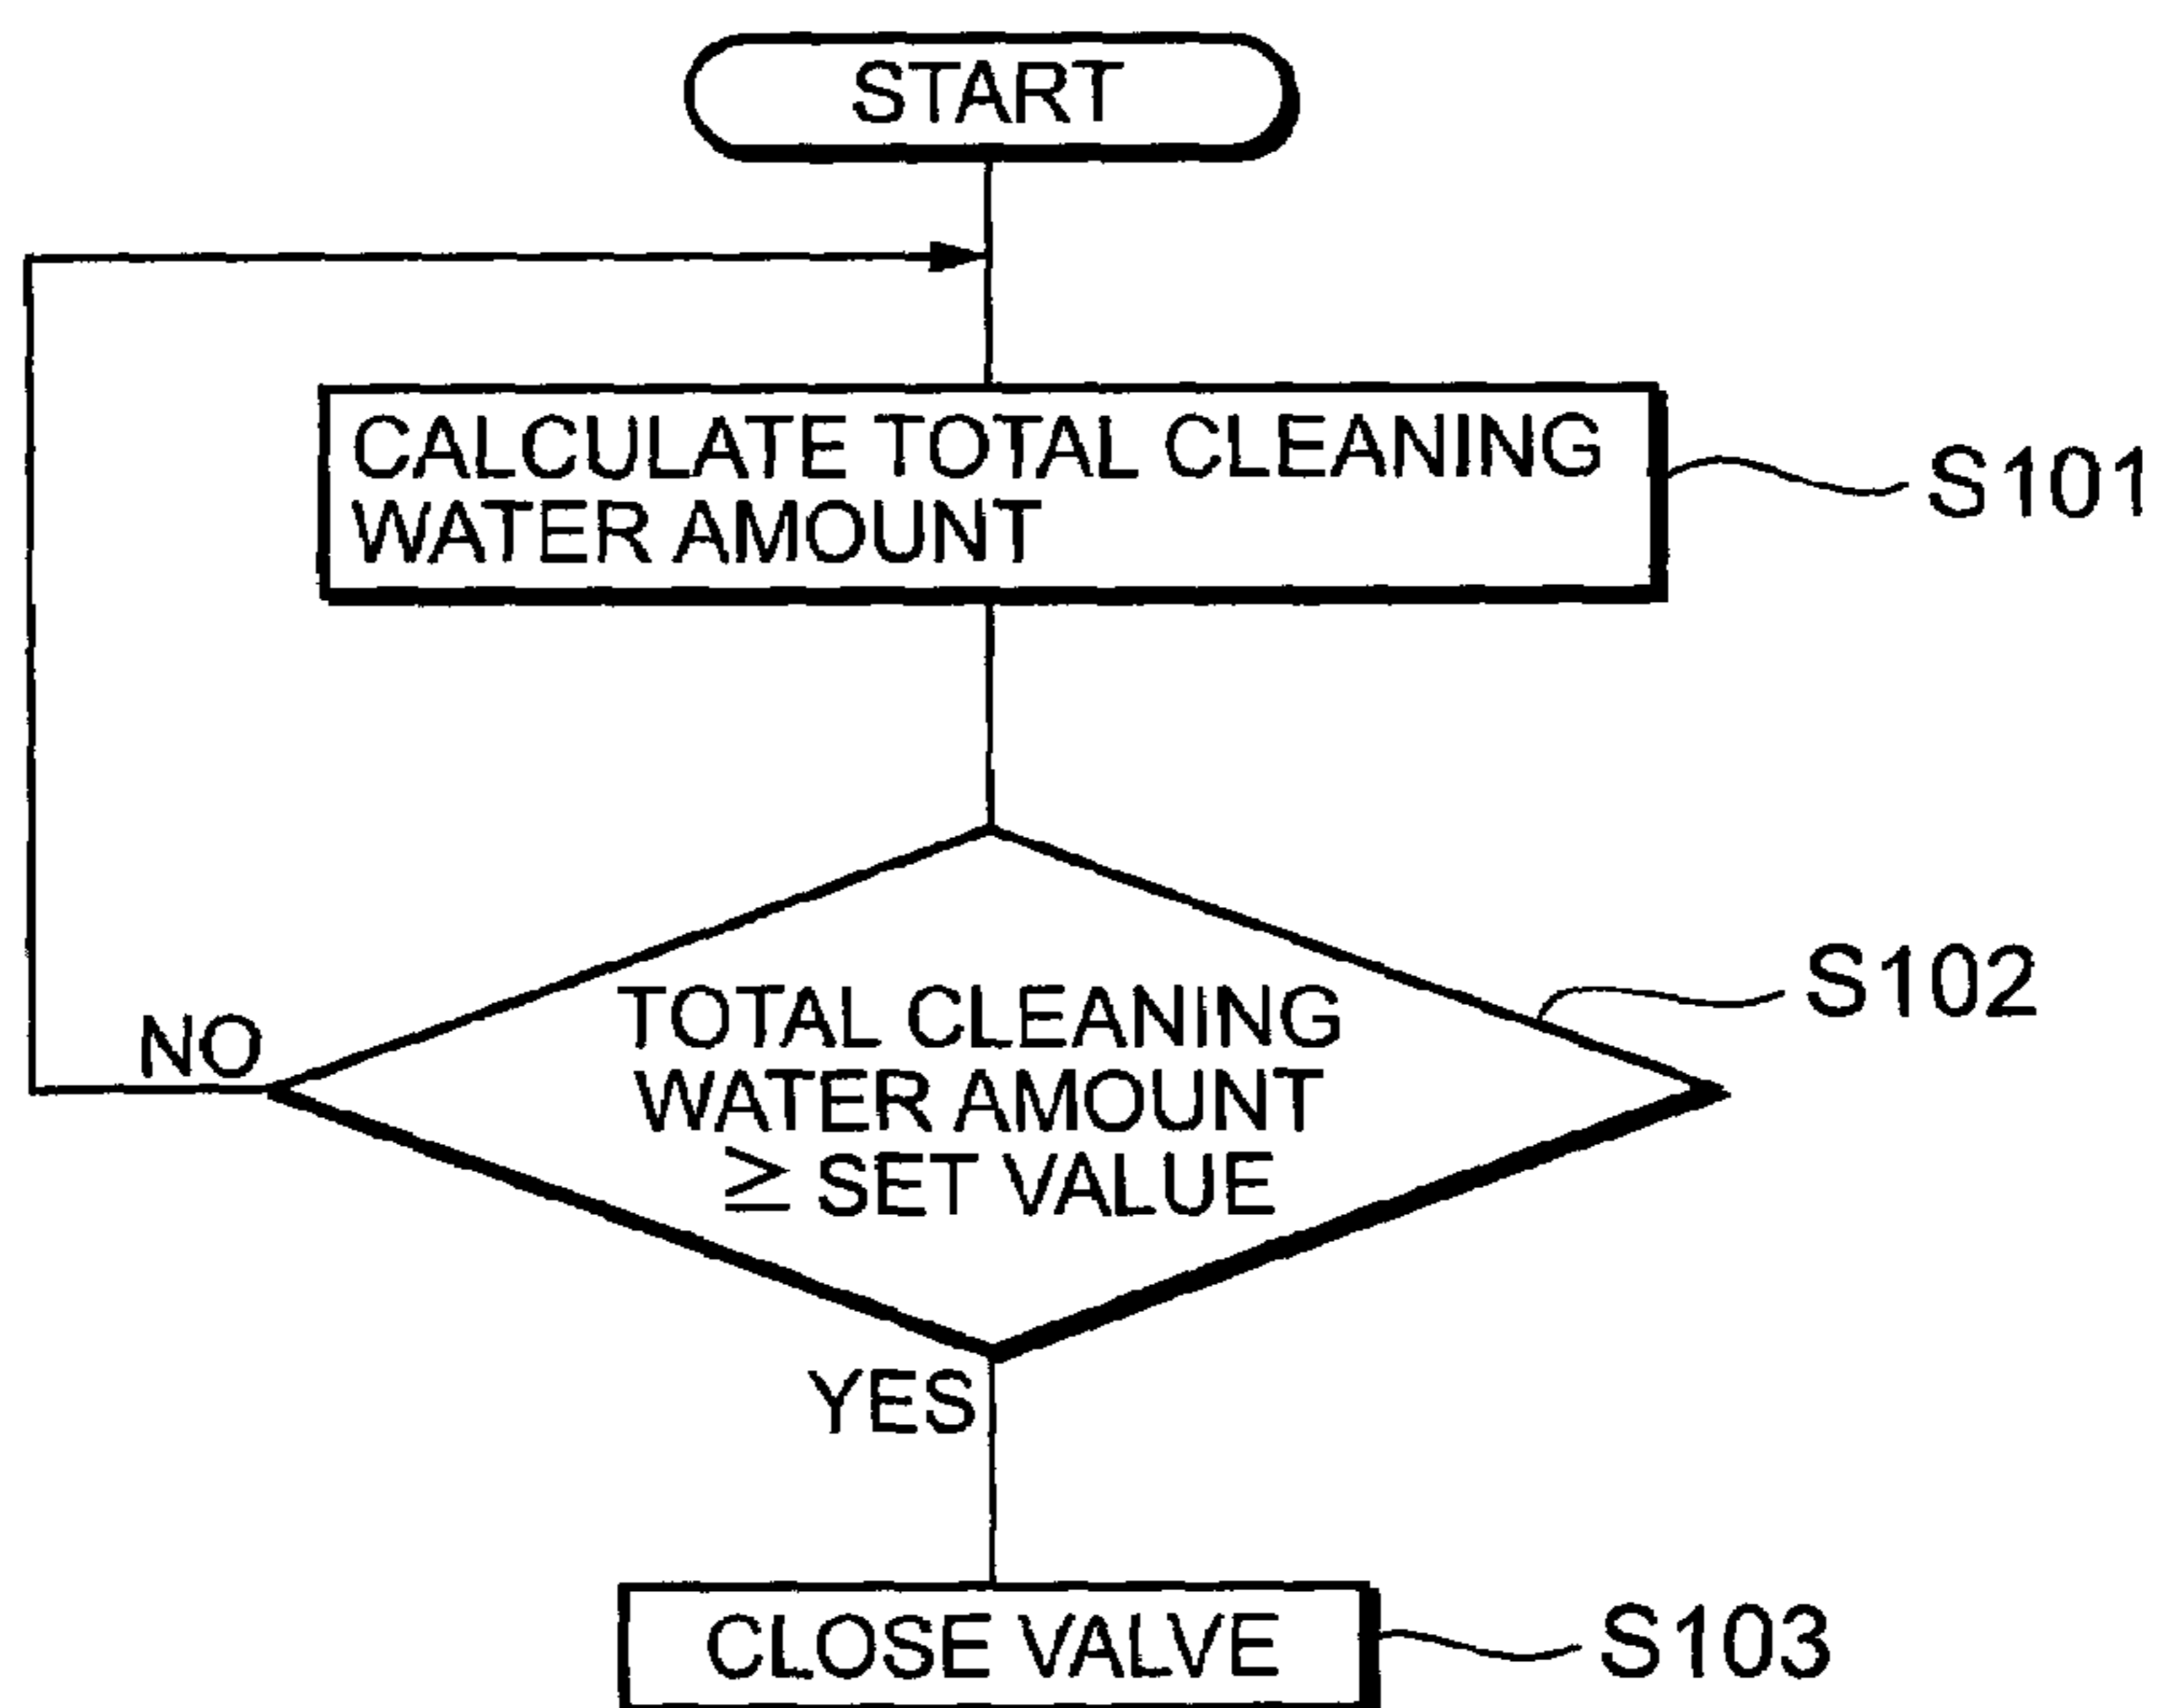 START
CALCULATE TOTAL CLEANING
WATER AMOUNT
S101
TOTAL CLEANING
WATER AMOUNT
≧ SET VALUE
S102
NO
YES
CLOSE VALVE
S103